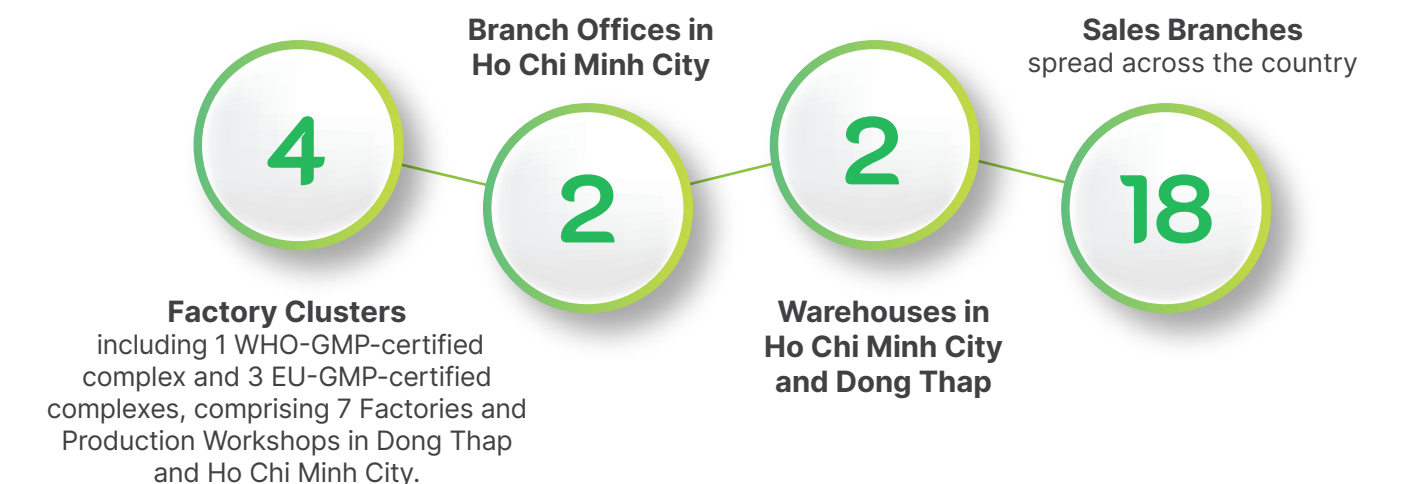 4
Factory Clusters
including 1 WHO-GMP-certified
complex and 3 EU-GMP-certified
complexes, comprising 7 Factories and
Production Workshops in Dong Thap
and Ho Chi Minh City.
Branch Offices in
Ho Chi Minh City
2
2
Warehouses in
Ho Chi Minh City
and Dong Thap
Sales Branches
spread across the country
18